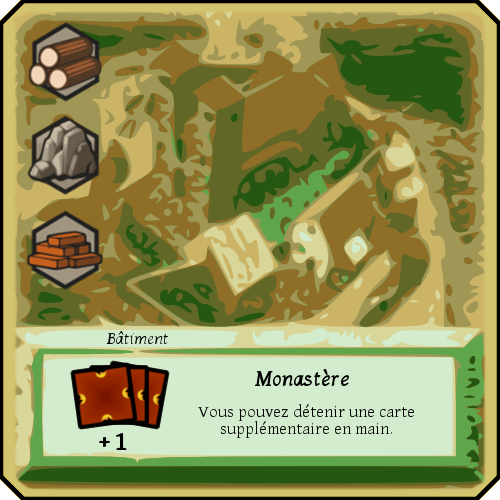 Bâtiment
Monastère
Vous pouvez détenir une carte
supplémentaire en main.
+1